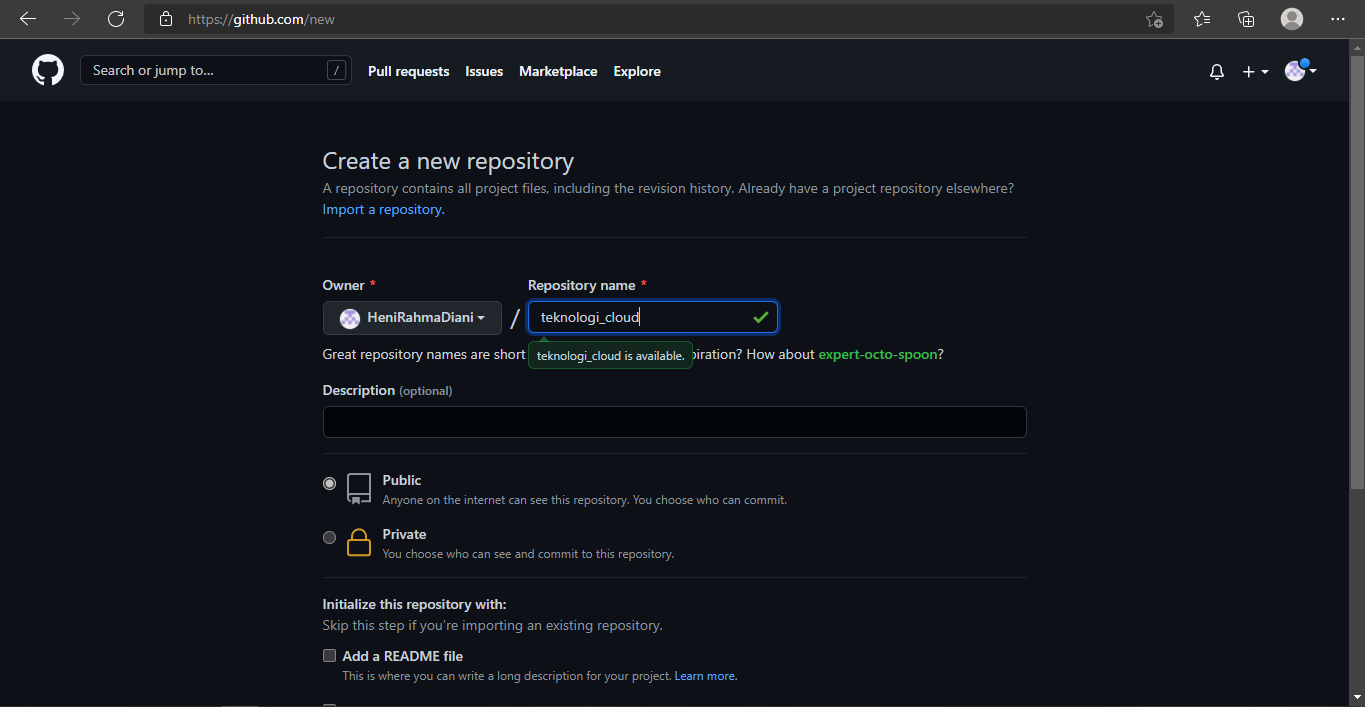 https://github.com/new
Search or jump to... / Pull requests Issues Marketplace Explore
Create a new repository
A repository contains all project files, including the revision history. Already have a project repository elsewhere?
Import a repository.
Owner * Repository name *
HeniRahmaDiani / teknologi_cloud
Great repository names are short teknologi_cloud is available. piration? How about expert-octo-spoon?
Description (optional)
Public
Anyone on the internet can see this repository. You choose who can commit.
Private
You choose who can see and commit to this repository.
Initialize this repository with:
Skip this step if you're importing an existing repository.
Add a README file
This is where you can write a long description for your project. Learn more.